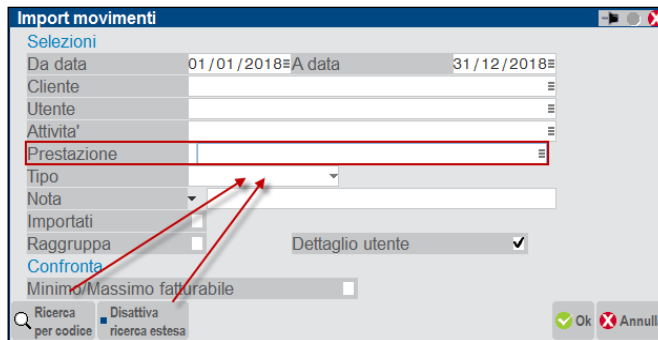 Import movimenti
Selezioni
Da data 01/01/2018 A data 31/12/2018
Cliente
Utente
Attivita'
Prestazione
Tipo
Nota
Importati
Raggruppa Dettaglio utente
Confronta
Minimo/Massimo fatturabile
Ricerca per codice
Disattiva ricerca estesa
Ok
Annull